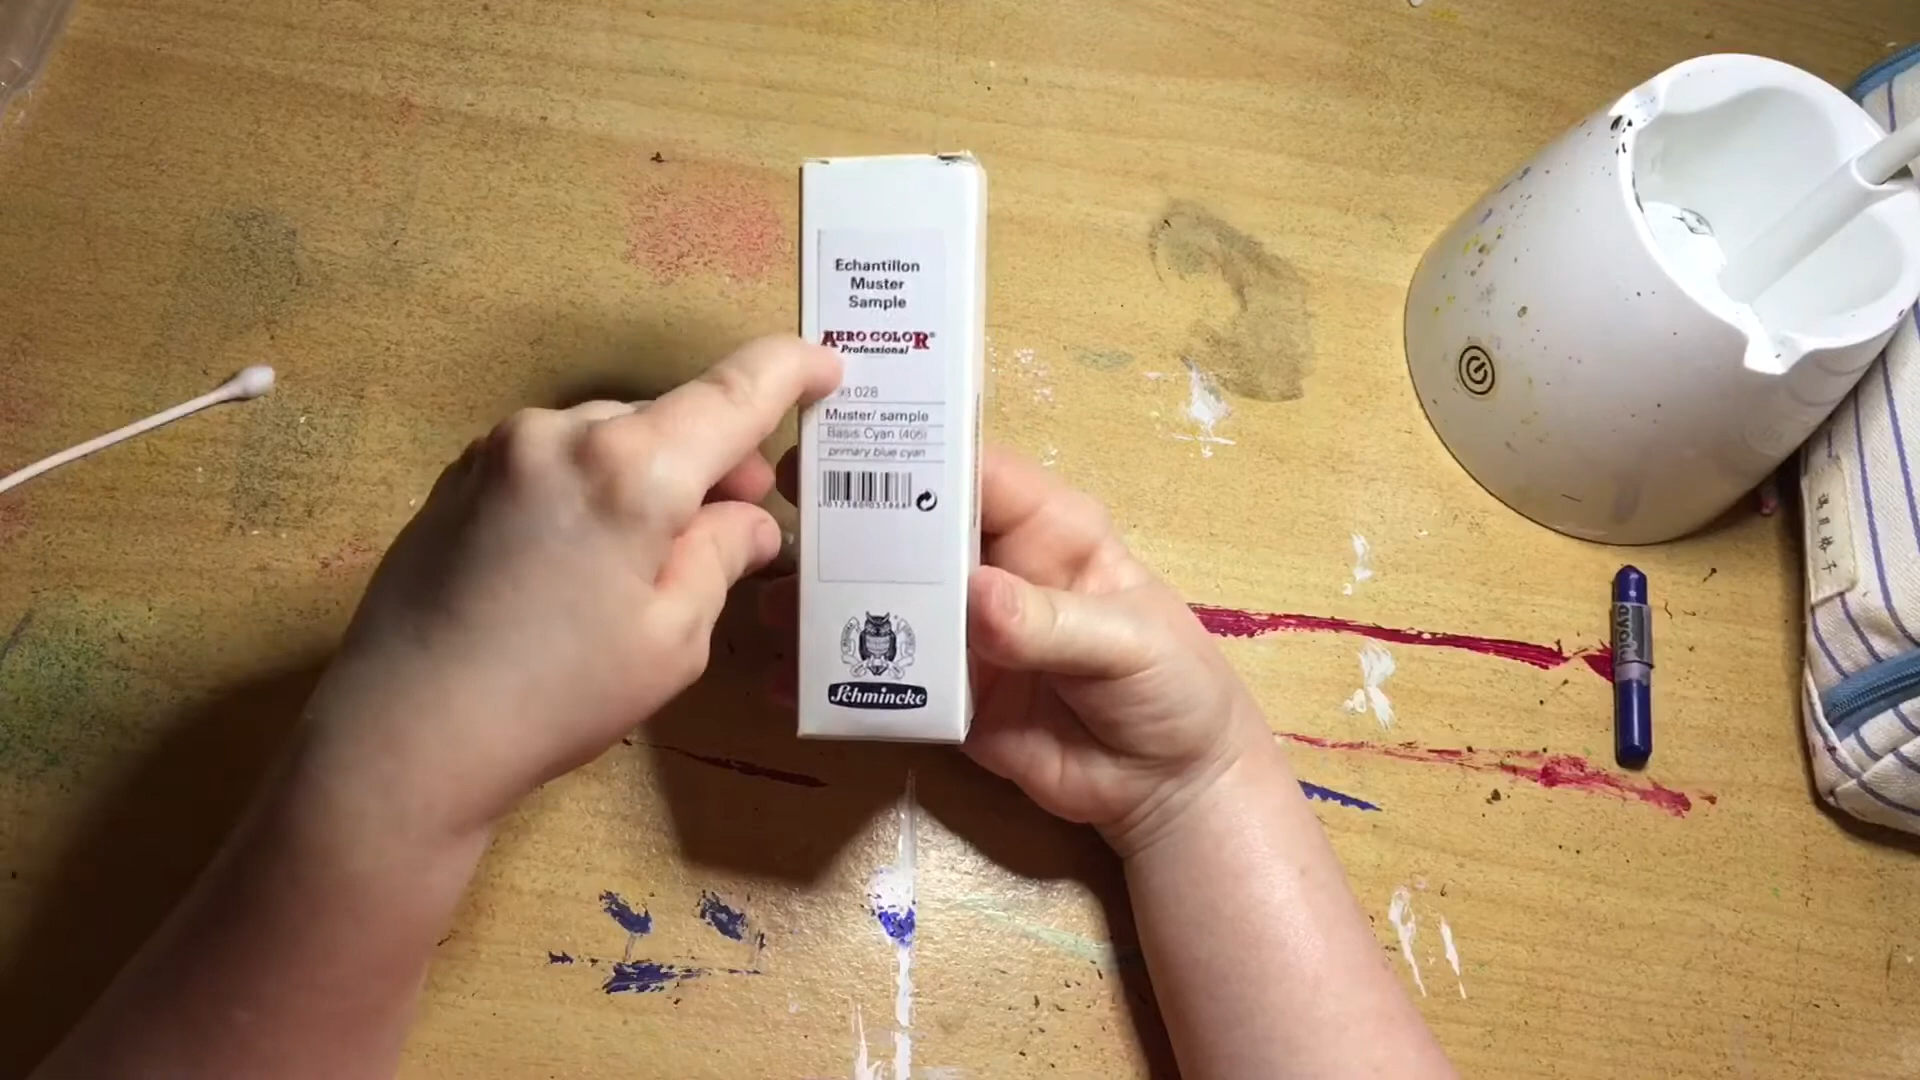 Echantillon
Muster
Sample
AERO COLOR®
Professional
028
Muster/ sample
Basis Cyan (405)
primary blue cyan
Schmincke